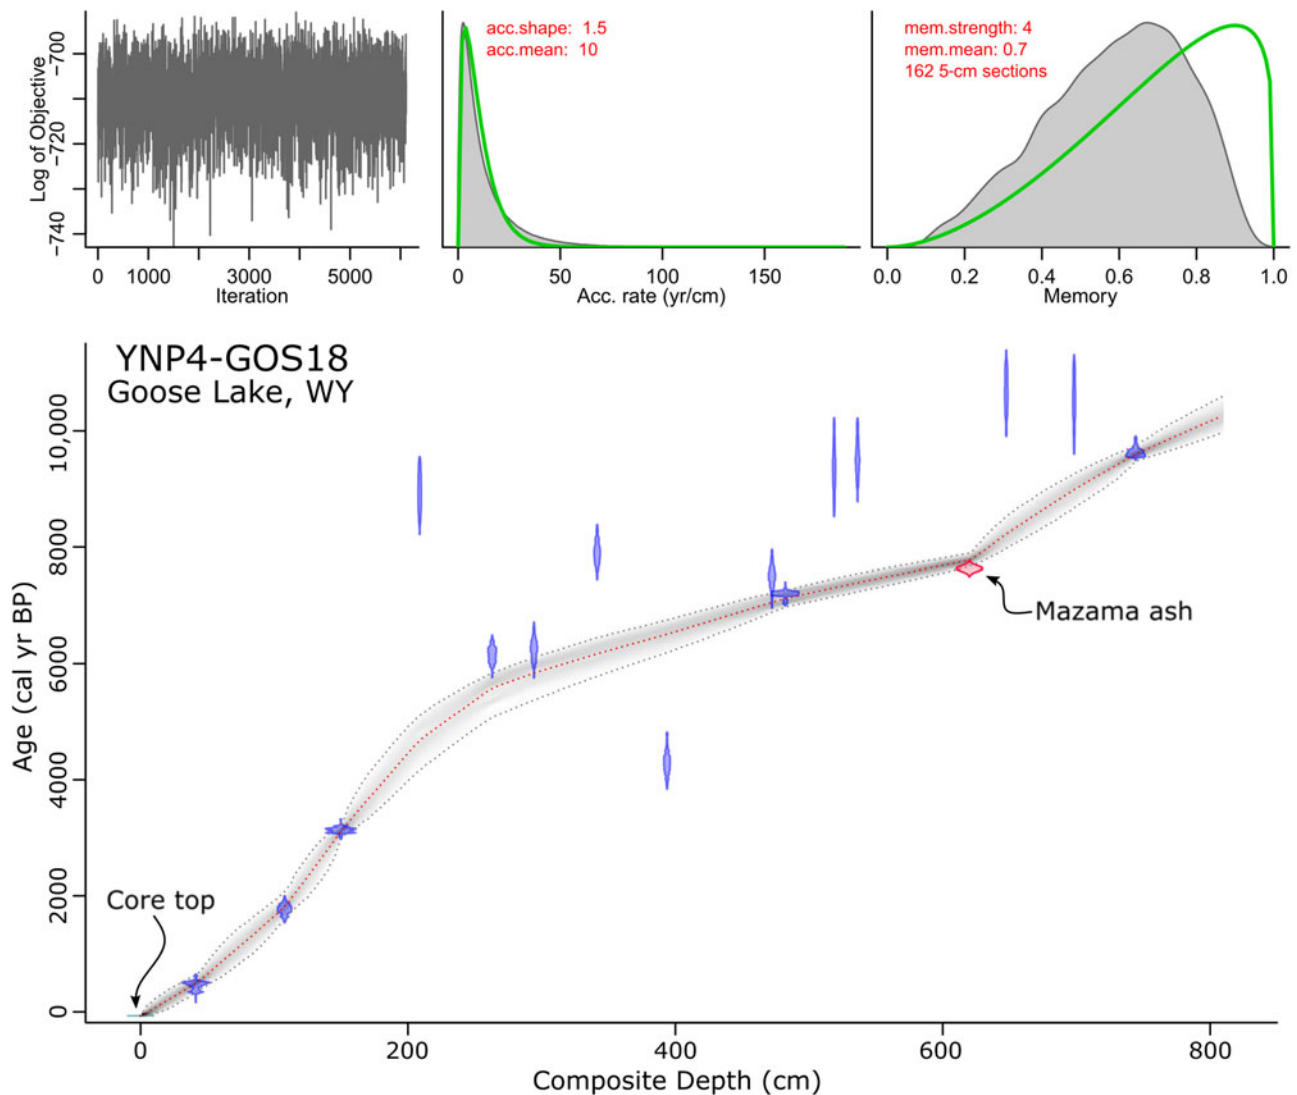 Log of Objective
-700
-720
-740
0 1000 3000 5000
Iteration
acc.shape: 1.5
acc.mean: 10
0 50 100 150
Acc. rate (yr/cm)
mem.strength: 4
mem.mean: 0.7
162 5-cm sections
0.0 0.2 0.4 0.6 0.8 1.0
Memory
YNP4-GOS18
Goose Lake, WY
Age (cal yr BP)
10,000
8000
6000
4000
2000
0
Mazama ash
Core top
0 200 400 600 800
Composite Depth (cm)